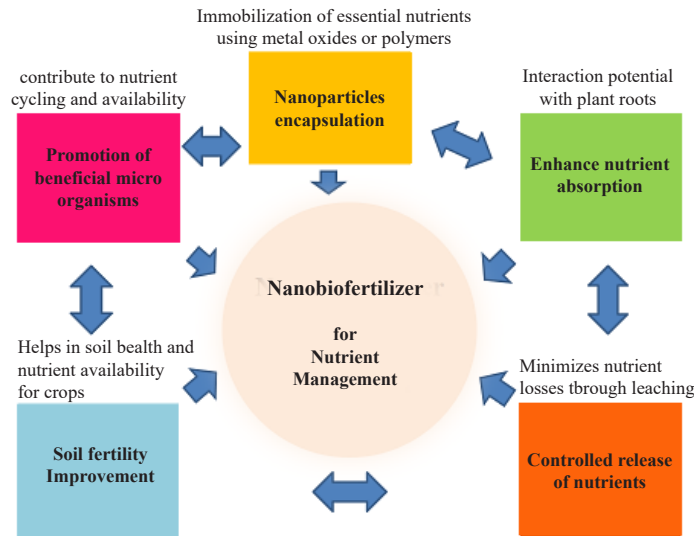 Immobilization of essential nutrients
using metal oxides or polymers
Nanoparticles
encapsulation
contribute to nutrient
cycling and availability
Promotion of
beneficial micro
organisms
Interaction potential
with plant roots
Enhance nutrient
absorption
Nanobiofertilizer
for
Nutrient
Management
Helps in soil bealth and
nutrient availability
for crops
Soil fertility
Improvement
Minimizes nutrient
losses tbrough leaching
Controlled release
of nutrients